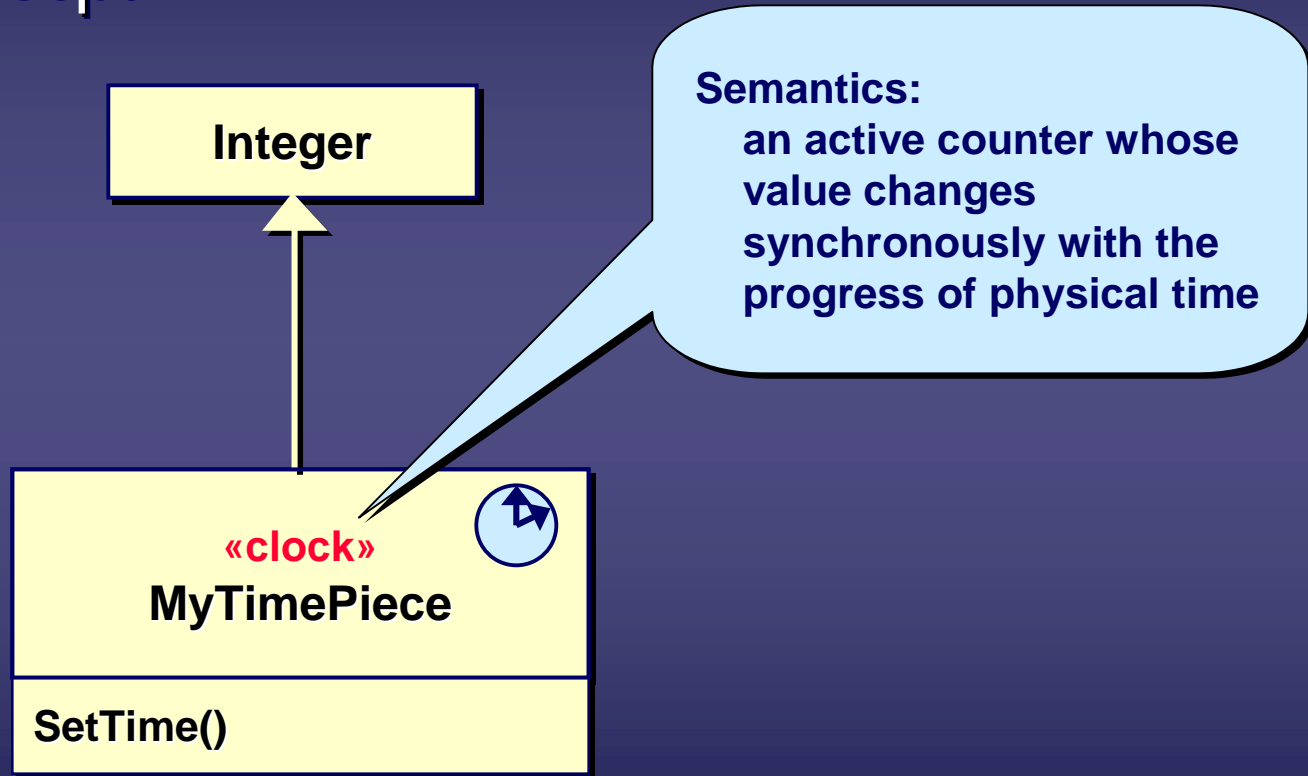 Integer
Semantics:
an active counter whose
value changes
synchronously with the
progress of physical time
«clock»
MyTimePiece
SetTime()